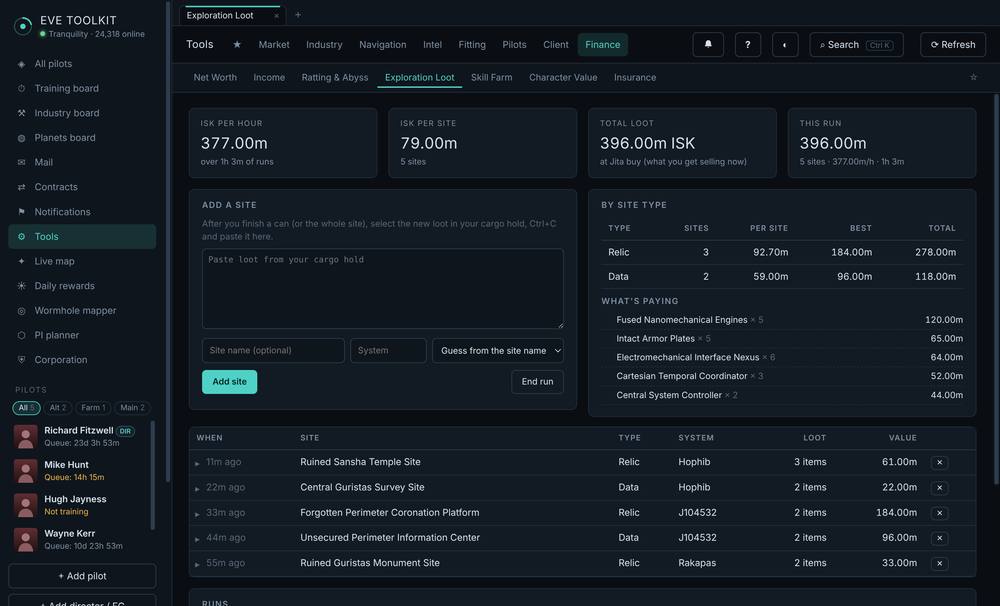 EVE TOOLKIT
Tranquility · 24,318 online
All pilots
Training board
Industry board
Planets board
Mail
Contracts
Notifications
Tools
Live map
Daily rewards
Wormhole mapper
PI planner
Corporation
PILOTS
All 5 Alt 2 Farm 1 Main 2
Richard Fitzwell DIR
Queue: 23d 3h 53m
Mike Hunt
Queue: 14h 15m
Hugh Jayness
Not training
Wayne Kerr
Queue: 10d 23h 53m
+ Add pilot
+ Add director / FC
Exploration Loot × +
Tools ★ Market Industry Navigation Intel Fitting Pilots Client Finance ? Search Ctrl K Refresh
Net Worth Income Ratting & Abyss Exploration Loot Skill Farm Character Value Insurance
ISK PER HOUR
377.00m
over 1h 3m of runs
ISK PER SITE
79.00m
5 sites
TOTAL LOOT
396.00m ISK
at Jita buy (what you get selling now)
THIS RUN
396.00m
5 sites · 377.00m/h · 1h 3m
ADD A SITE
After you finish a can (or the whole site), select the new loot in your cargo hold, Ctrl+C
and paste it here.
Paste loot from your cargo hold
Site name (optional) System Guess from the site name
Add site End run
BY SITE TYPE
TYPE SITES PER SITE BEST TOTAL
Relic 3 92.70m 184.00m 278.00m
Data 2 59.00m 96.00m 118.00m
WHAT'S PAYING
Fused Nanomechanical Engines × 5 120.00m
Intact Armor Plates × 5 65.00m
Electromechanical Interface Nexus × 6 64.00m
Cartesian Temporal Coordinator × 3 52.00m
Central System Controller × 2 44.00m
WHEN SITE TYPE SYSTEM LOOT VALUE
11m ago Ruined Sansha Temple Site Relic Hophib 3 items 61.00m ×
22m ago Central Guristas Survey Site Data Hophib 2 items 22.00m ×
33m ago Forgotten Perimeter Coronation Platform Relic J104532 2 items 184.00m ×
44m ago Unsecured Perimeter Information Center Data J104532 2 items 96.00m ×
55m ago Ruined Guristas Monument Site Relic Rakapas 2 items 33.00m ×
RUNS